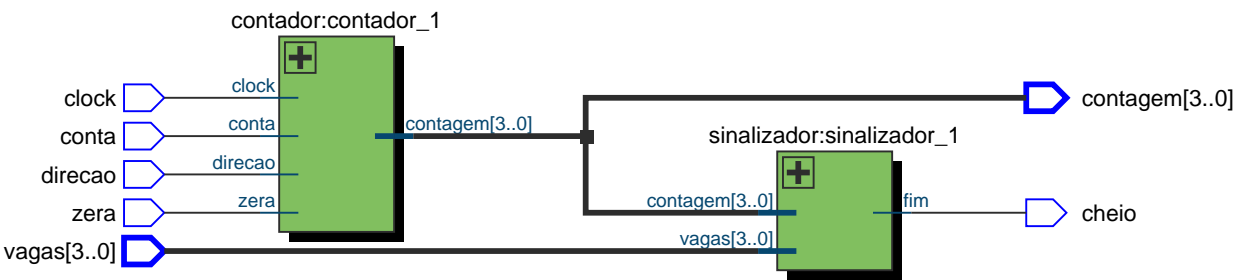 contador:contador_1
clock
clock
conta
conta
direcao
direcao
zera
zera
contagem[3..0]
contagem[3..0]
sinalizador:sinalizador_1
contagem[3..0]
vagas[3..0]
fim
cheio
vagas[3..0]